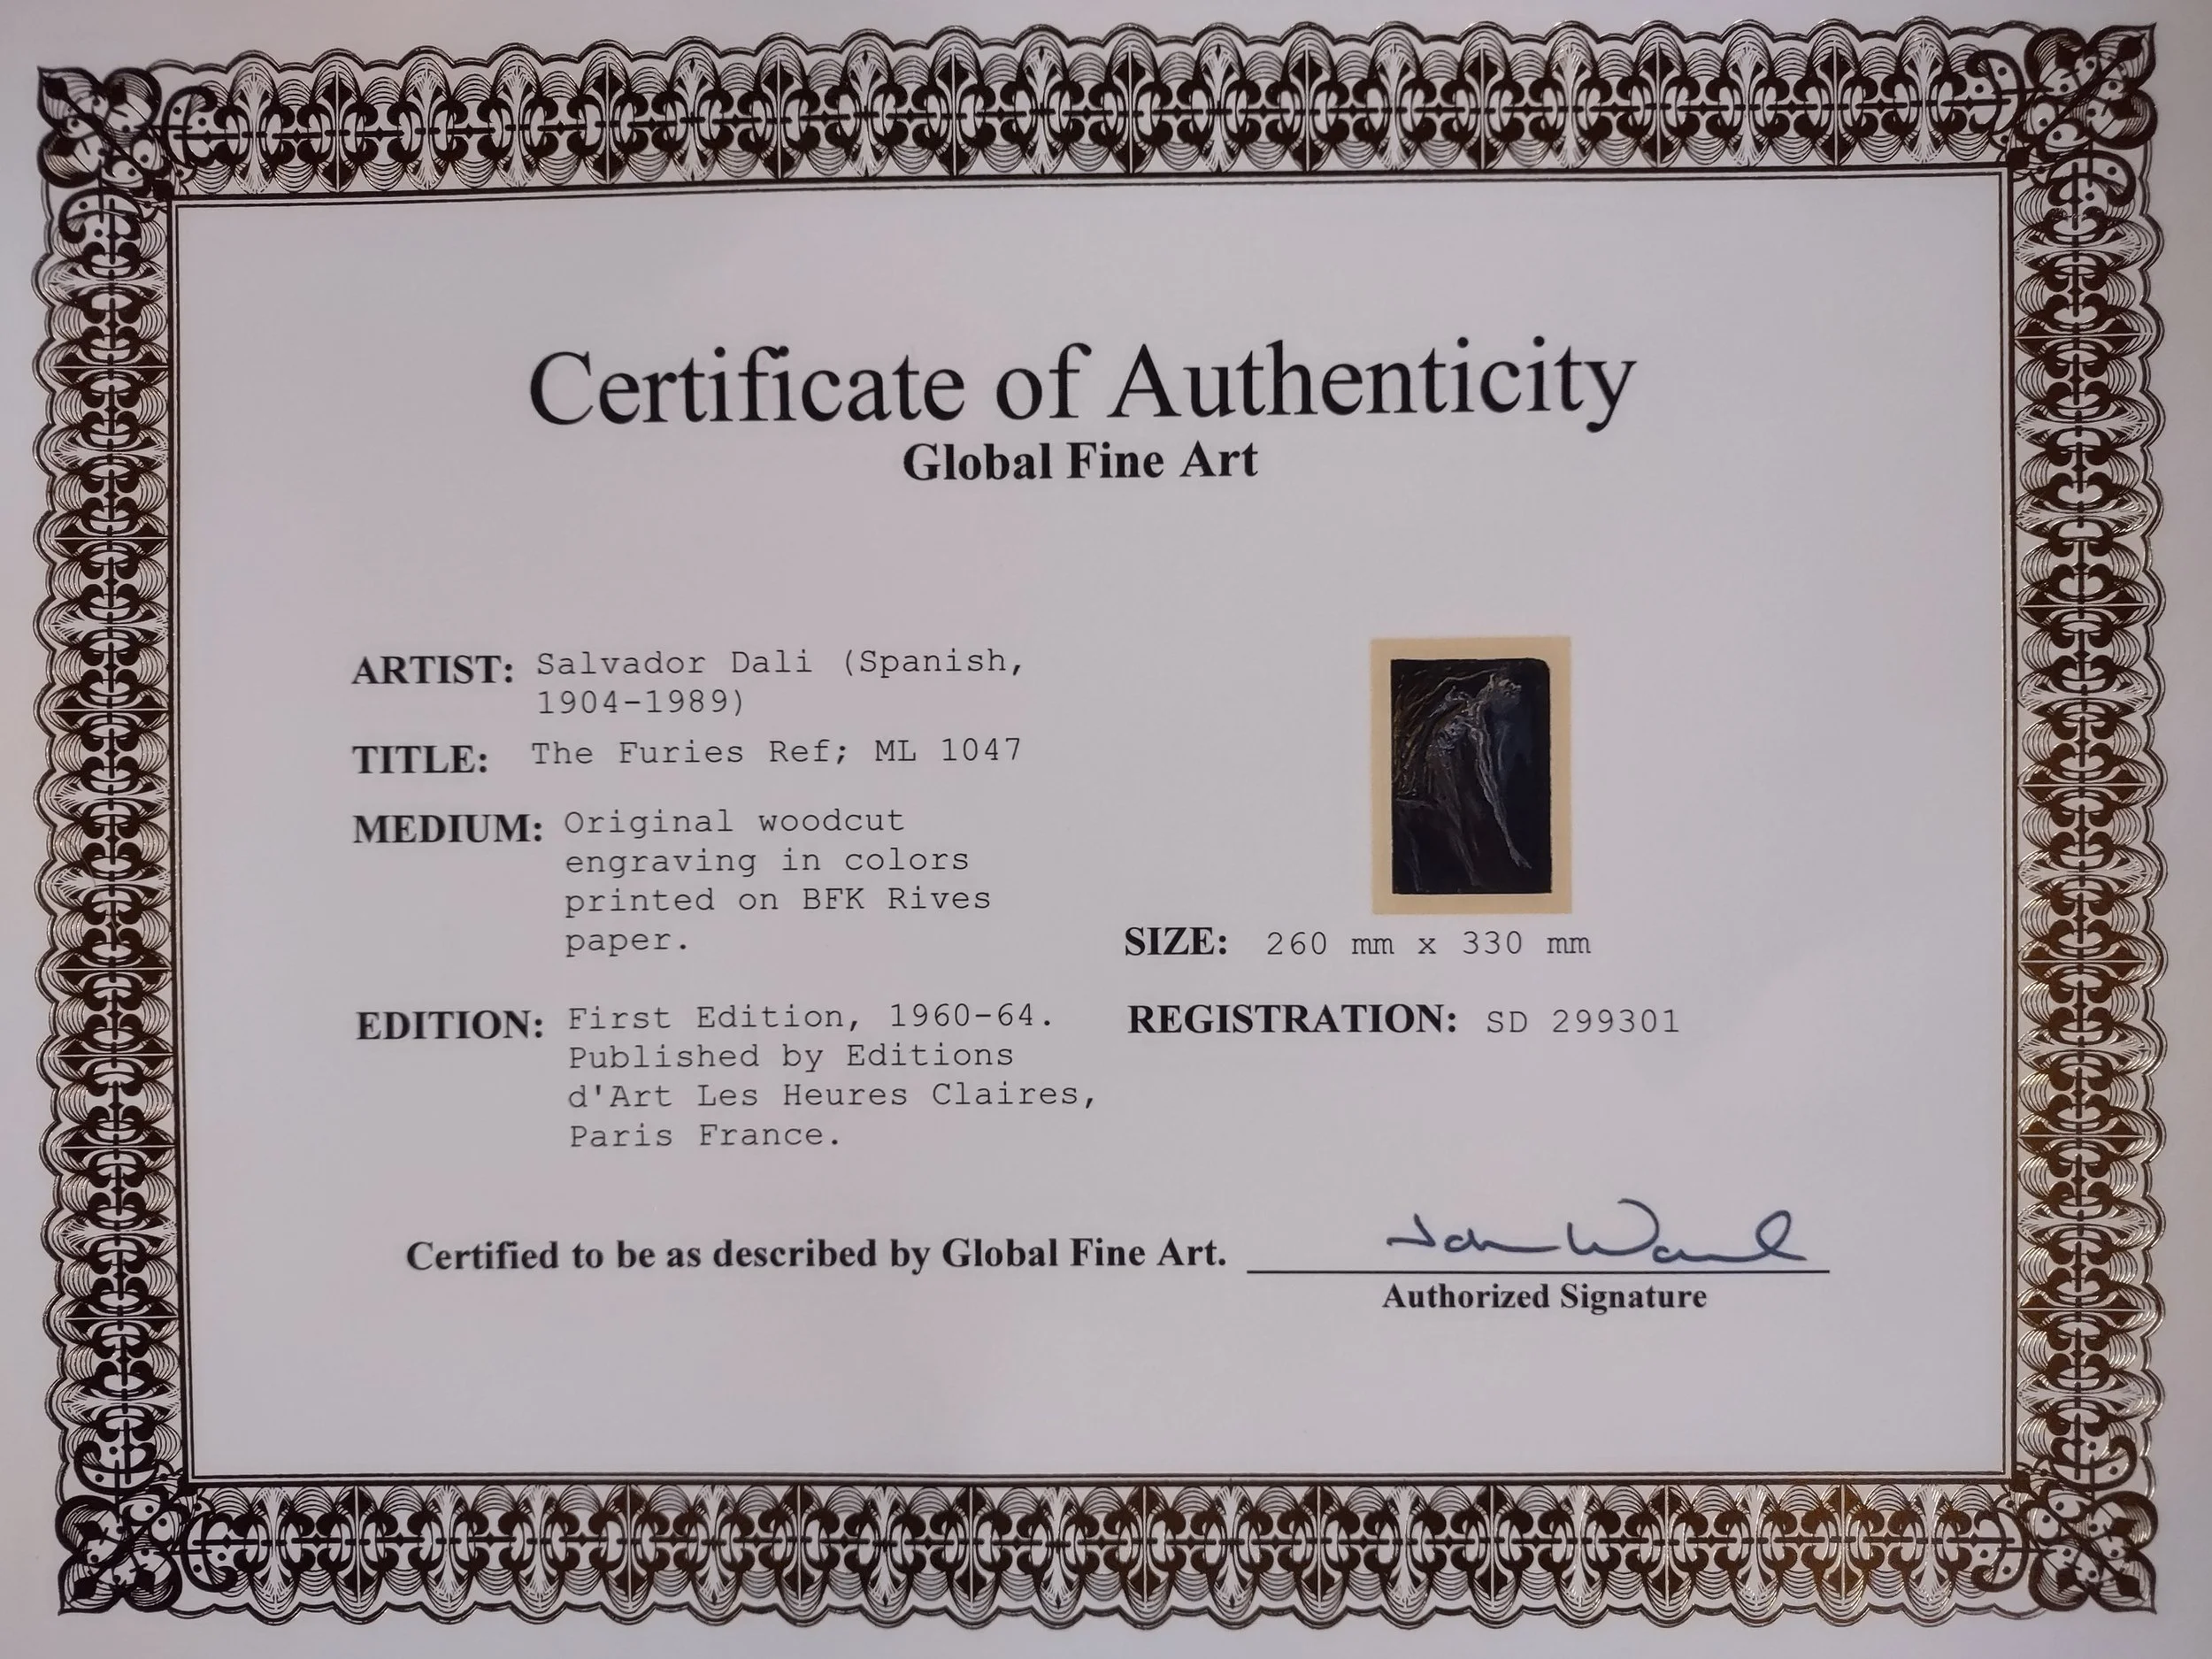 Certificate of Authenticity
Global Fine Art
ARTIST: Salvador Dali (Spanish,
1904-1989)
TITLE: The Furies Ref; ML 1047
MEDIUM: Original woodcut
engraving in colors
printed on BFK Rives
paper.
SIZE: 260 mm x 330 mm
EDITION: First Edition, 1960-64.
Published by Editions
d'Art Les Heures Claires,
Paris France.
REGISTRATION: SD 299301
Certified to be as described by Global Fine Art.
Authorized Signature